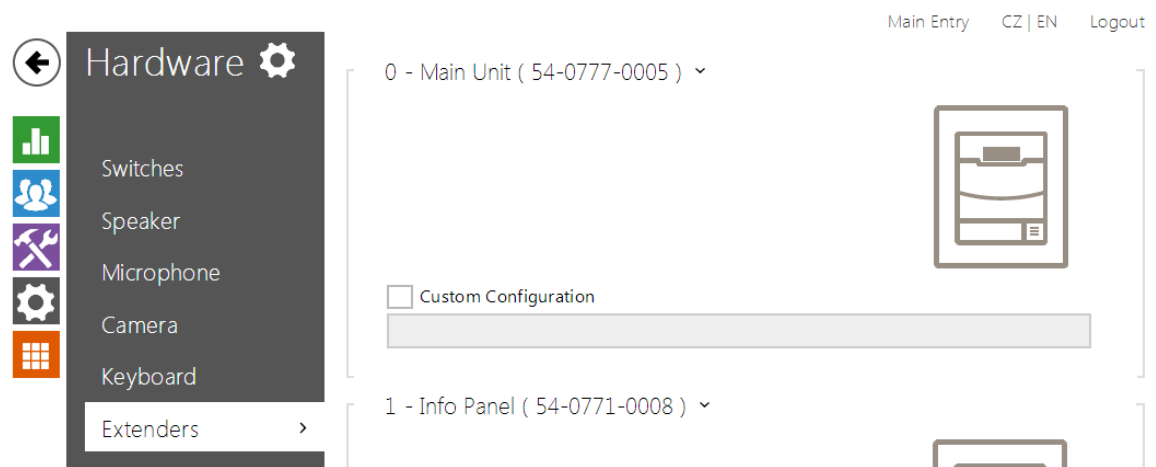 Main Entry CZ | EN Logout
Hardware
Switches
Speaker
Microphone
Camera
Keyboard
Extenders
0 - Main Unit ( 54-0777-0005 )
Custom Configuration
1 - Info Panel ( 54-0771-0008 )